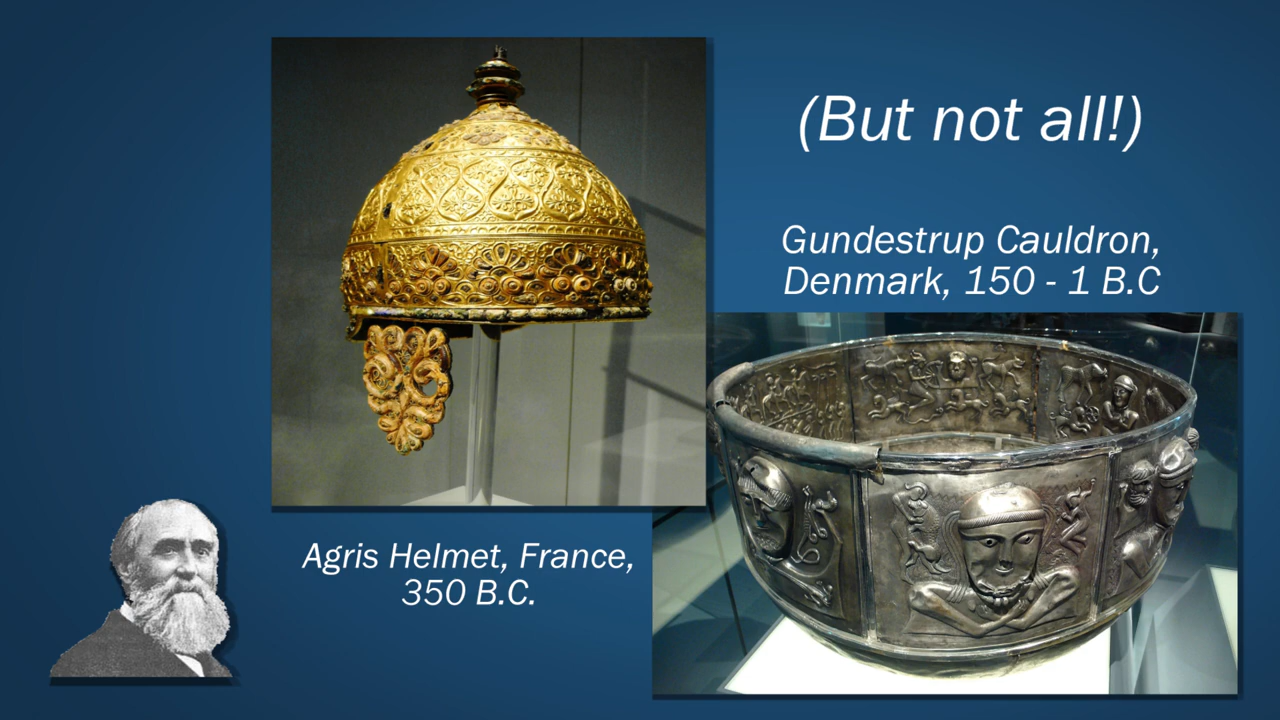 (But not all!)
Gundestrup Cauldron,
Denmark, 150 - 1 B.C
Agris Helmet, France,
350 B.C.